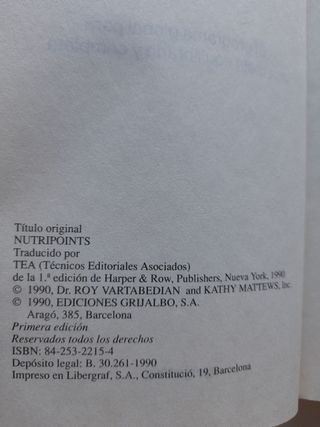 Título original
NUTRIPOINTS
Traducido por
TEA (Técnicos Editoriales Asociados)
de la 1.ª edición de Harper & Row, Publishers, Nueva York, 1990
© 1990, Dr. ROY VARTABEDIAN and KATHY MATTEWS, Inc.
© 1990, EDICIONES GRIJALBO, S.A.
Aragó, 385, Barcelona
Primera edición
Reservados todos los derechos
ISBN: 84-253-2215-4
Depósito legal: B. 30.261-1990
Impreso en Libergraf, S.A., Constitució, 19, Barcelona